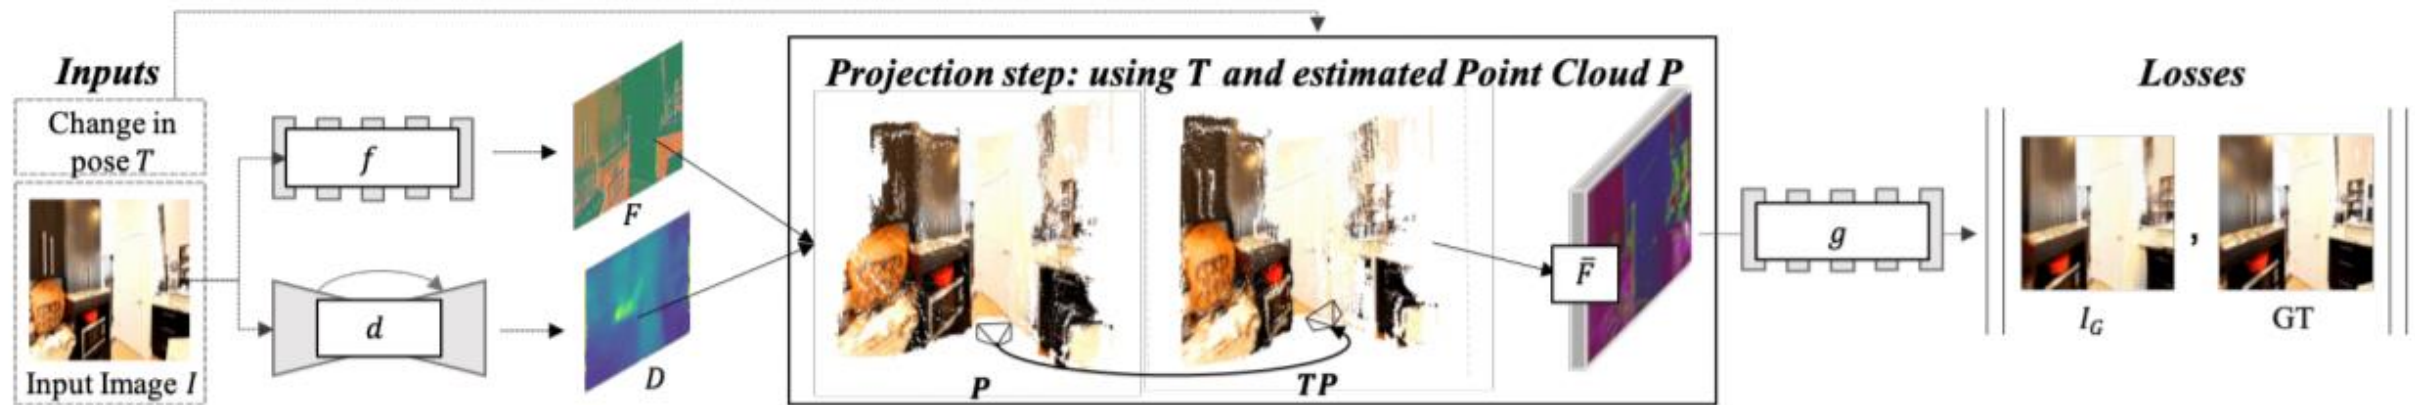 Inputs
Change in
pose T
Input Image I
f
d
F
D
Projection step: using T and estimated Point Cloud P
P
TP
F̄
g
Losses
,
I_G
GT